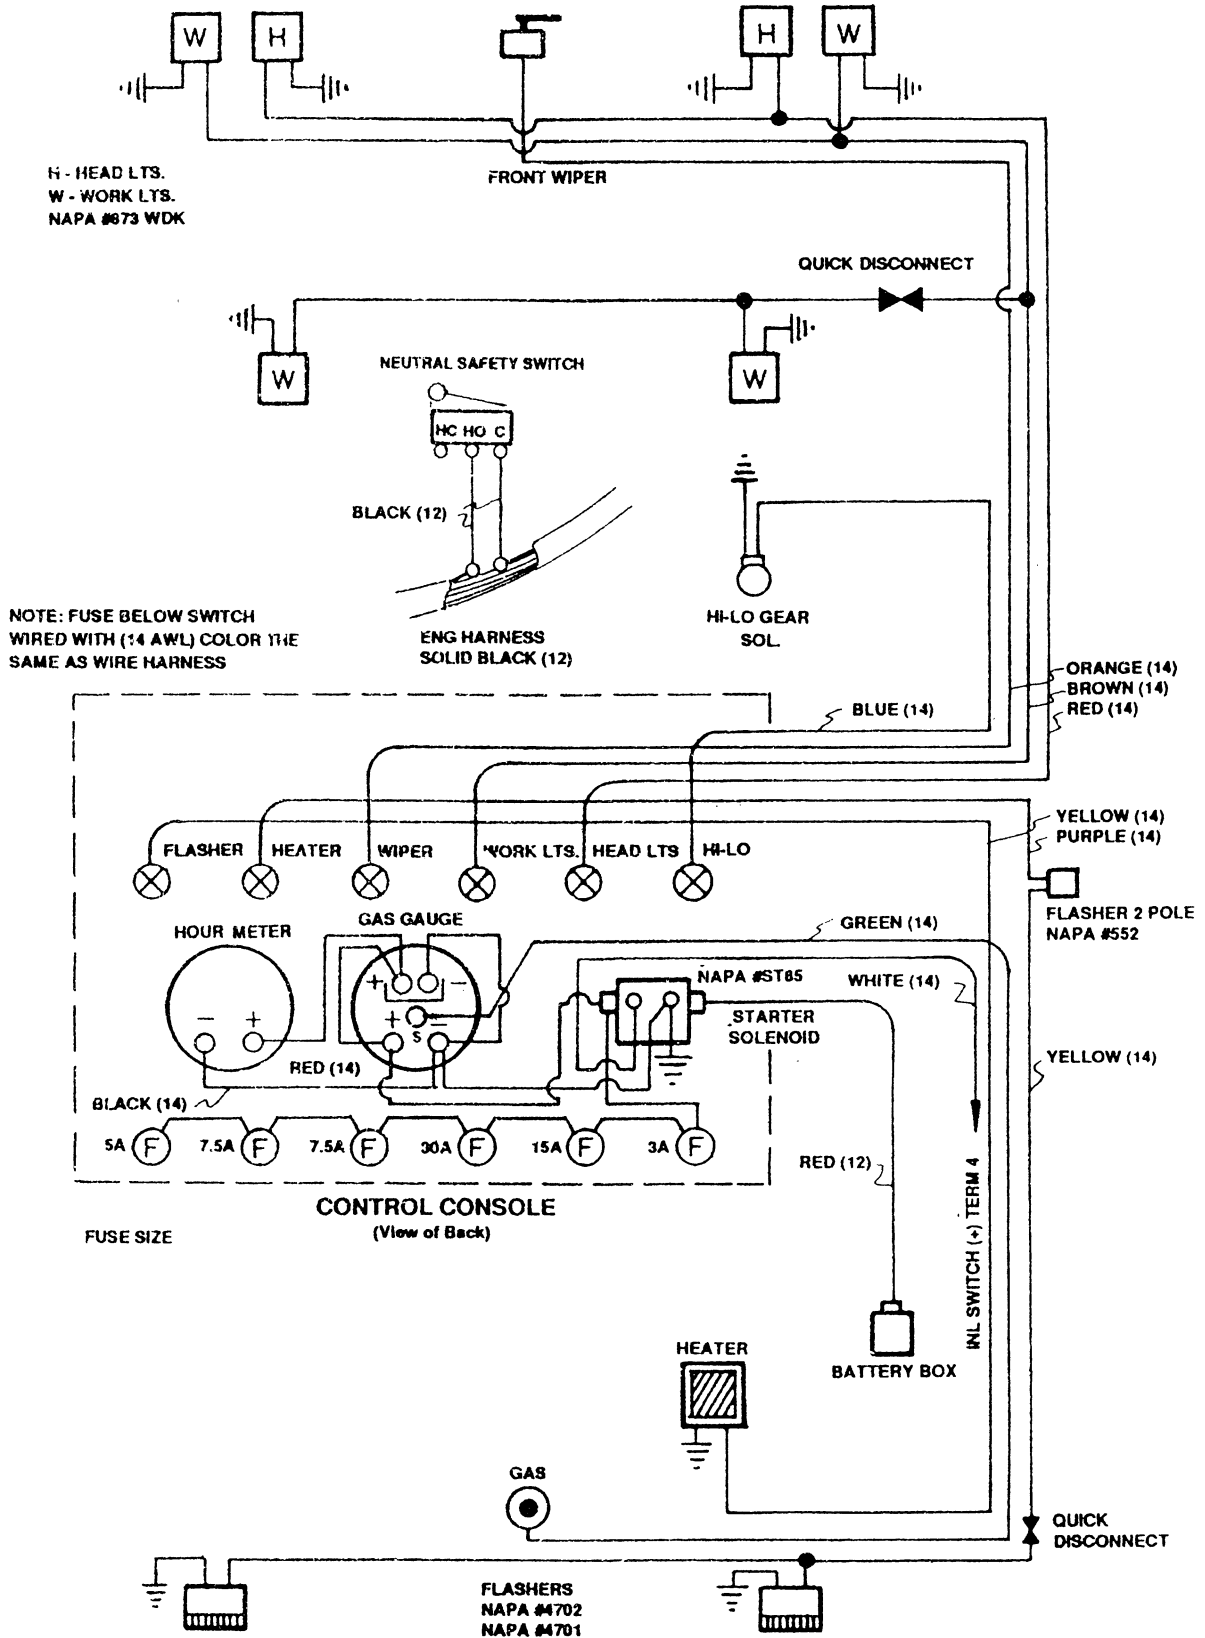 W
H
H
W
H - HEAD LTS.
W - WORK LTS.
NAPA #673 WDK
FRONT WIPER
QUICK DISCONNECT
W
W
NEUTRAL SAFETY SWITCH
HC HO C
BLACK (12)
ENG HARNESS
SOLID BLACK (12)
HI-LO GEAR
SOL.
NOTE: FUSE BELOW SWITCH
WIRED WITH (14 AWL) COLOR THE
SAME AS WIRE HARNESS
ORANGE (14)
BROWN (14)
RED (14)
BLUE (14)
YELLOW (14)
PURPLE (14)
FLASHER
HEATER
WIPER
WORK LTS.
HEAD LTS
HI-LO
FLASHER 2 POLE
NAPA #552
HOUR METER
GAS GAUGE
GREEN (14)
NAPA #ST85
WHITE (14)
STARTER
SOLENOID
- +
+ -
+ S -
RED (14)
BLACK (14)
YELLOW (14)
5A F
7.5A F
7.5A F
30A F
15A F
3A F
RED (12)
INL SWITCH (+) TERM 4
CONTROL CONSOLE
(View of Back)
FUSE SIZE
HEATER
BATTERY BOX
GAS
QUICK
DISCONNECT
FLASHERS
NAPA #4702
NAPA #4701